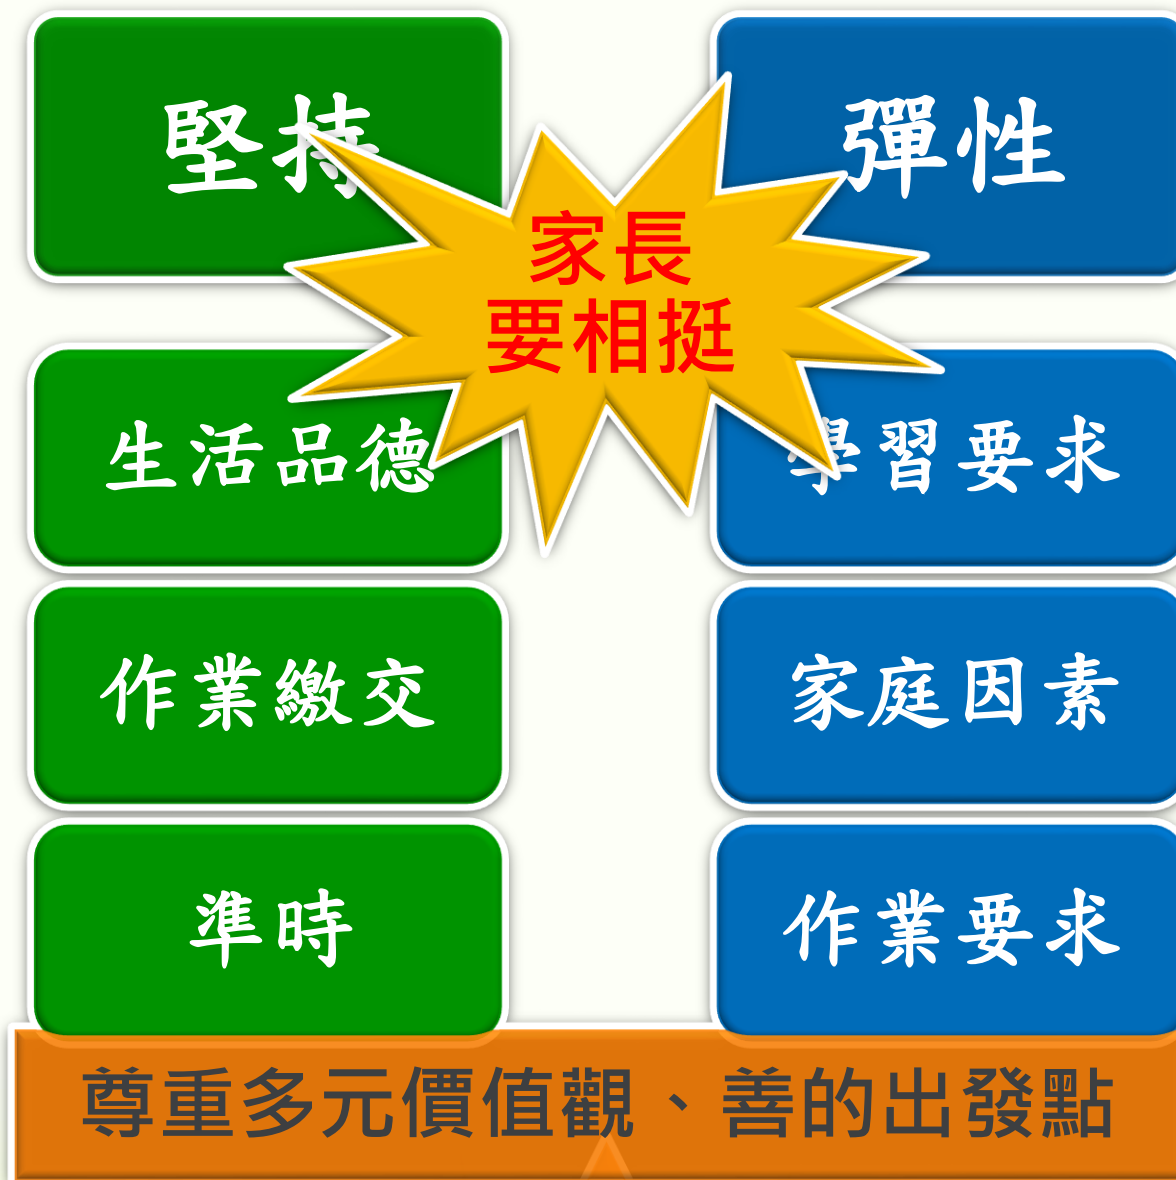 堅持
彈性
家長
要相挺
生活品德
學習要求
作業繳交
家庭因素
準時
作業要求
尊重多元價值觀、善的出發點